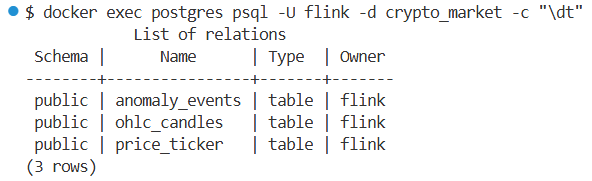 $ docker exec postgres psql -U flink -d crypto_market -c "\dt"
             List of relations
 Schema |      Name      | Type  | Owner
--------+----------------+-------+-------
 public | anomaly_events | table | flink
 public | ohlc_candles   | table | flink
 public | price_ticker   | table | flink
(3 rows)